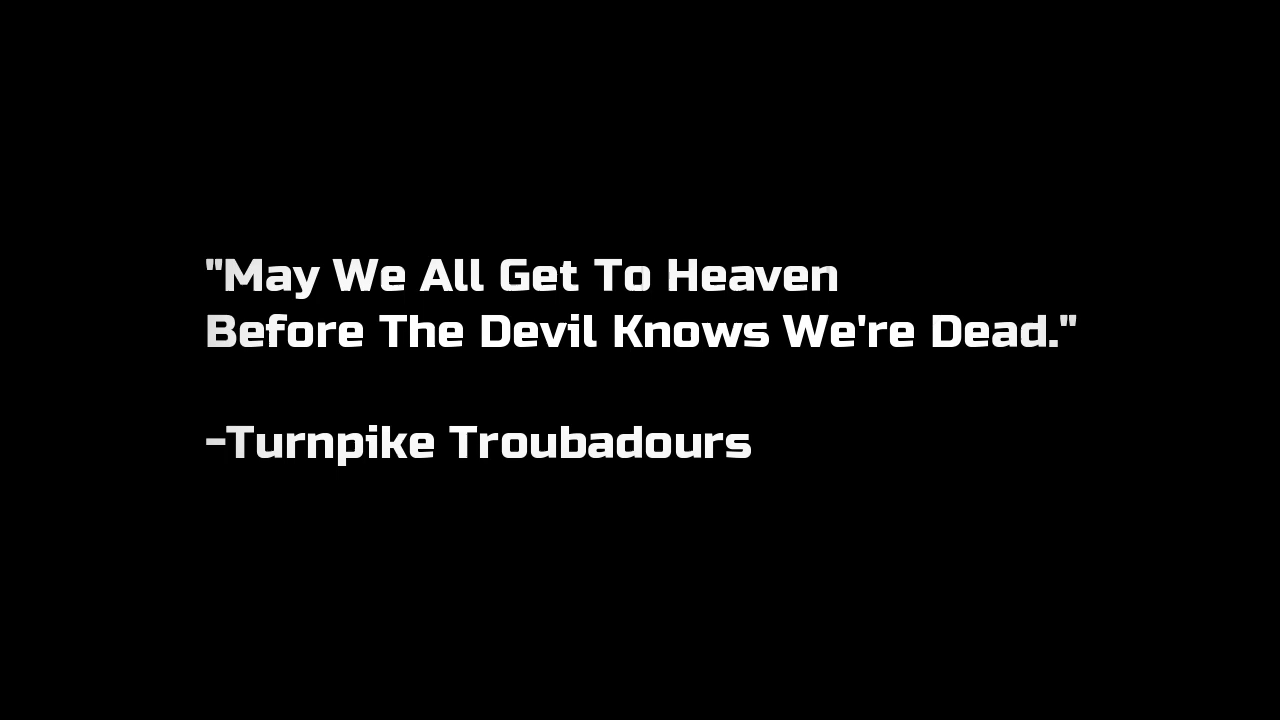 "May We All Get To Heaven
Before The Devil Knows We're Dead."
-Turnpike Troubadours